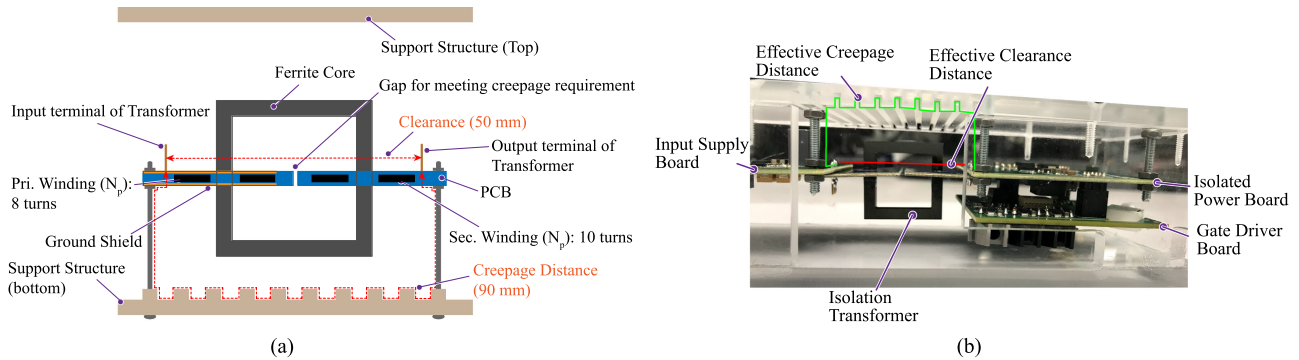 Support Structure (Top)
Ferrite Core
Gap for meeting creepage requirement
Input terminal of Transformer
Clearance (50 mm)
Output terminal of
Transformer
Pri. Winding (Np):
8 turns
PCB
Ground Shield
Sec. Winding (Np): 10 turns
Support Structure
(bottom)
Creepage Distance
(90 mm)
(a)
Effective Creepage
Distance
Effective Clearance
Distance
Input Supply
Board
Isolated
Power Board
Gate Driver
Board
Isolation
Transformer
(b)